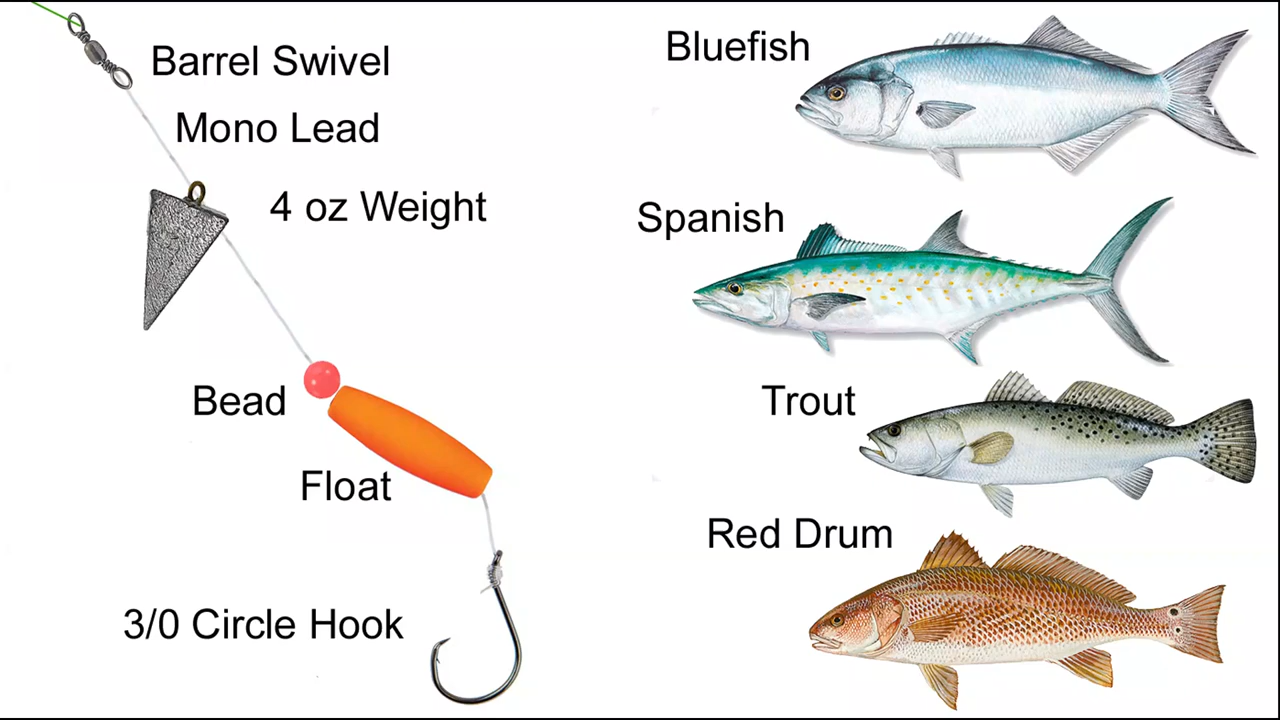 Barrel Swivel
Mono Lead
4 oz Weight
Bead
Float
3/0 Circle Hook
Bluefish
Spanish
Trout
Red Drum